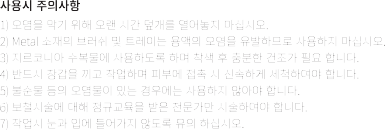 사용시 주의사항
1) 오염을 막기 위해 오랜 시간 덮개를 열어놓지 마십시오.
2) Metal 소재의 브러쉬 및 트레이는 용액의 오염을 유발하므로 사용하지 마십시오.
3) 지르코니아 수복물에 사용하도록 하며 착색 후 충분한 건조가 필요 합니다.
4) 반드시 장갑을 끼고 작업하며 피부에 접촉 시 신속하게 세척하여야 합니다.
5) 불순물 등의 오염물이 있는 경우에는 사용하지 않아야 합니다.
6) 보철시술에 대해 정규교육을 받은 전문가만 시술하여야 합니다.
7) 작업시 눈과 입에 들어가지 않도록 유의 하십시오.